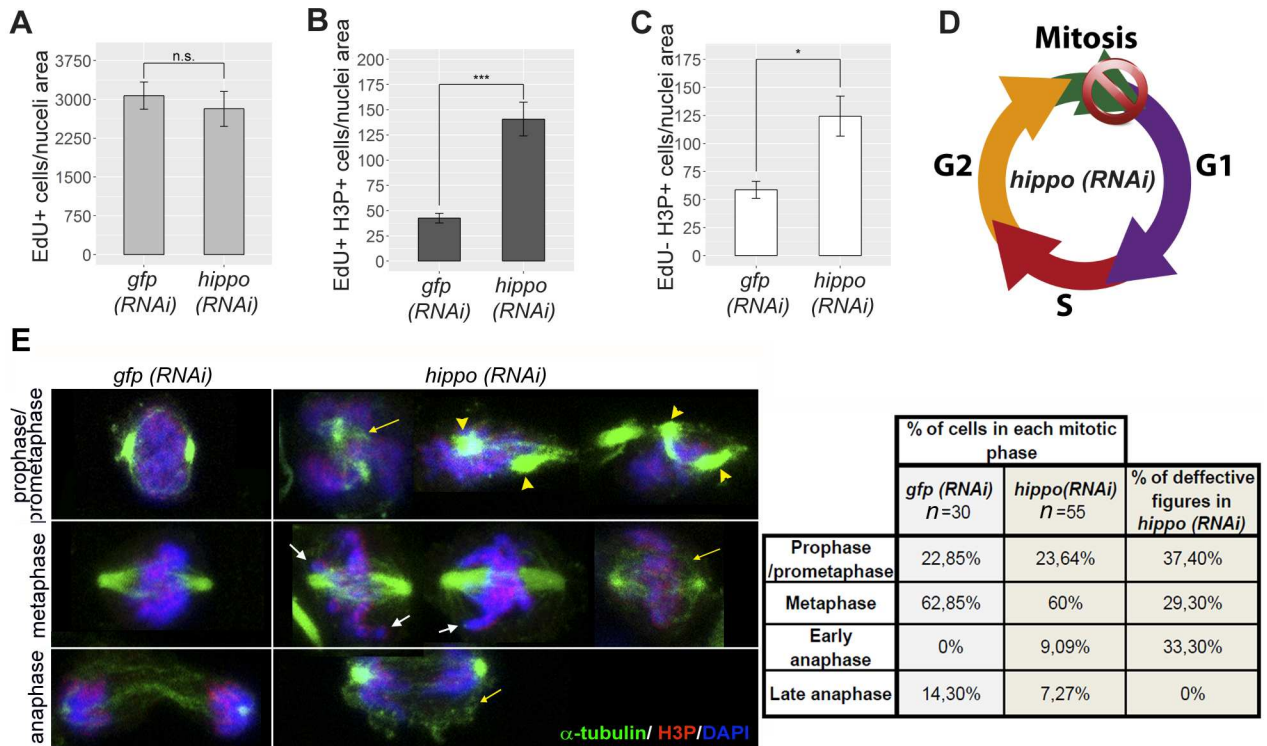 A
EdU+ cells/nuceli area
3750
3000
2250
1500
750
0
n.s.
gfp
(RNAi)
hippo
(RNAi)
B
EdU+ H3P+ cells/nuclei area
200
175
150
125
100
75
50
25
0
***
gfp
(RNAi)
hippo
(RNAi)
C
EdU- H3P+ cells/nuclei area
175
150
125
100
75
50
25
0
*
gfp
(RNAi)
hippo
(RNAi)
D
Mitosis
G2
hippo (RNAi)
G1
S
E
gfp (RNAi)
hippo (RNAi)
prophase/
prometaphase
metaphase
anaphase
α-tubulin/ H3P/DAPI
% of cells in each mitotic
phase
gfp (RNAi)
n=30
hippo(RNAi)
n=55
% of deffective
figures in
hippo (RNAi)
Prophase
/prometaphase
22,85%
23,64%
37,40%
Metaphase
62,85%
60%
29,30%
Early
anaphase
0%
9,09%
33,30%
Late anaphase
14,30%
7,27%
0%